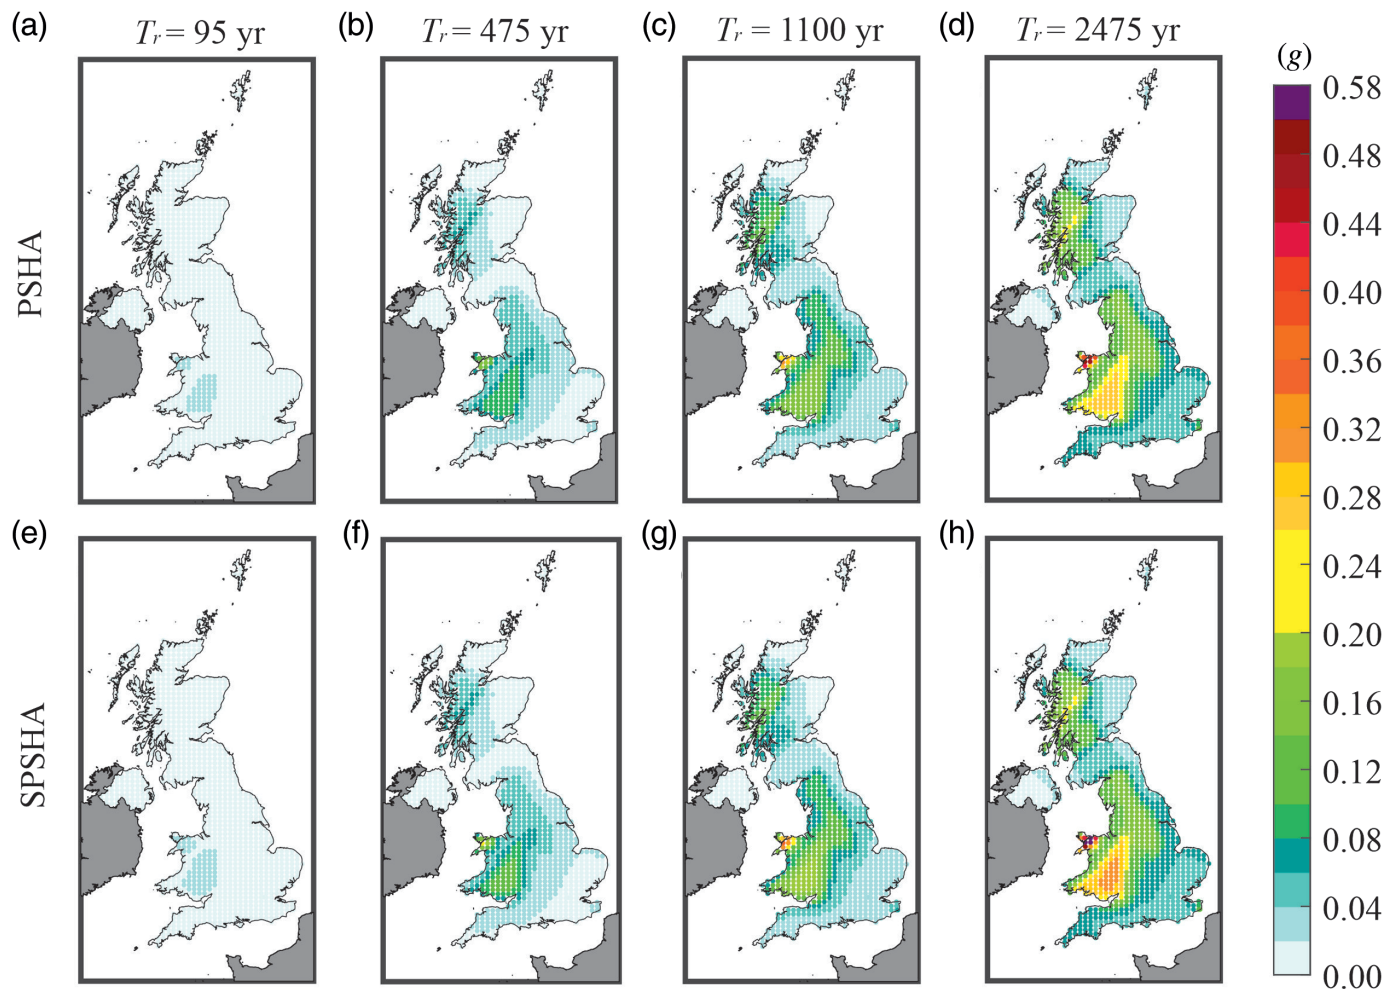 (a) Tr = 95 yr
(b) Tr = 475 yr
(c) Tr = 1100 yr
(d) Tr = 2475 yr
(g)
PSHA
(e)
(f)
(g)
(h)
SPSHA
0.58
0.48
0.44
0.40
0.36
0.32
0.28
0.24
0.20
0.16
0.12
0.08
0.04
0.00